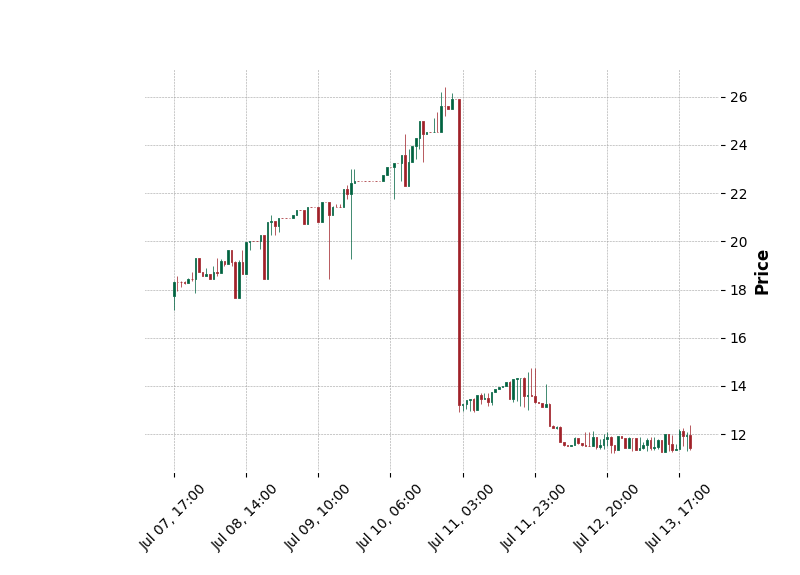 26
24
22
20
18
16
14
12
Price
Jul 07, 17:00
Jul 08, 14:00
Jul 09, 10:00
Jul 10, 06:00
Jul 11, 03:00
Jul 11, 23:00
Jul 12, 20:00
Jul 13, 17:00